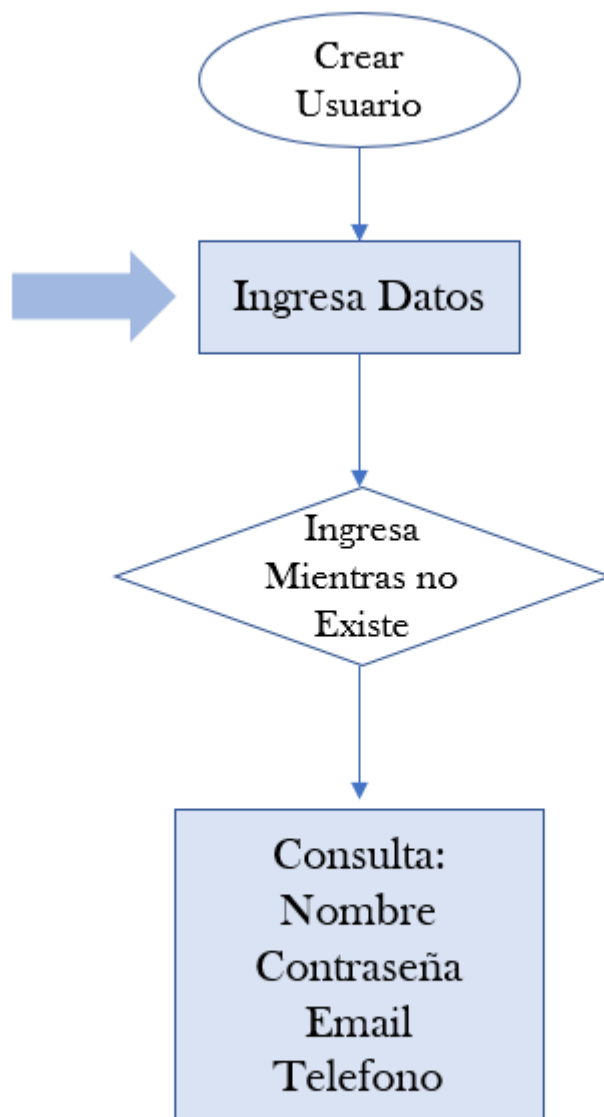 Crear
Usuario
Ingresa Datos
Ingresa
Mientras no
Existe
Consulta:
Nombre
Contraseña
Email
Telefono